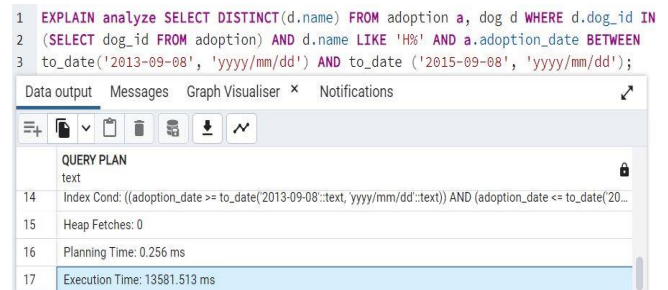 1 EXPLAIN analyze SELECT DISTINCT(d.name) FROM adoption a, dog d WHERE d.dog_id IN
2 (SELECT dog_id FROM adoption) AND d.name LIKE 'H%' AND a.adoption_date BETWEEN
3 to_date('2013-09-08', 'yyyy/mm/dd') AND to_date ('2015-09-08', 'yyyy/mm/dd');
Data output Messages Graph Visualiser × Notifications
QUERY PLAN
text
14 Index Cond: ((adoption_date >= to_date('2013-09-08'::text, 'yyyy/mm/dd'::text)) AND (adoption_date <= to_date('20...
15 Heap Fetches: 0
16 Planning Time: 0.256 ms
17 Execution Time: 13581.513 ms